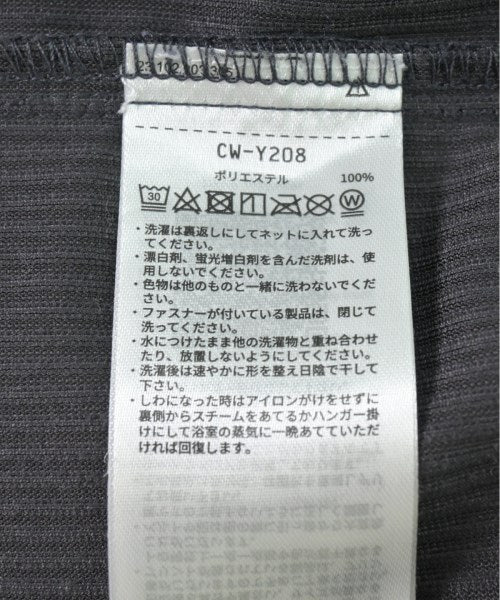 CW-Y208
ポリエステル 100%
30 W
・洗濯は裏返しにしてネットに入れて洗っ
てください。
・漂白剤、蛍光増白剤を含んだ洗剤は、使
用しないでください。
・色物は他のものと一緒に洗わないでくだ
さい。
・ファスナーが付いている製品は、閉じて
洗ってください。
・水につけたまま他の洗濯物と重ね合わせ
たり、放置しないようにしてください。
・洗濯後は速やかに形を整え日陰で干して
下さい。
・しわになった時はアイロンがけをせずに
裏側からスチームをあてるかハンガー掛
けにして浴室の蒸気に一晩あてていただ
ければ回復します。